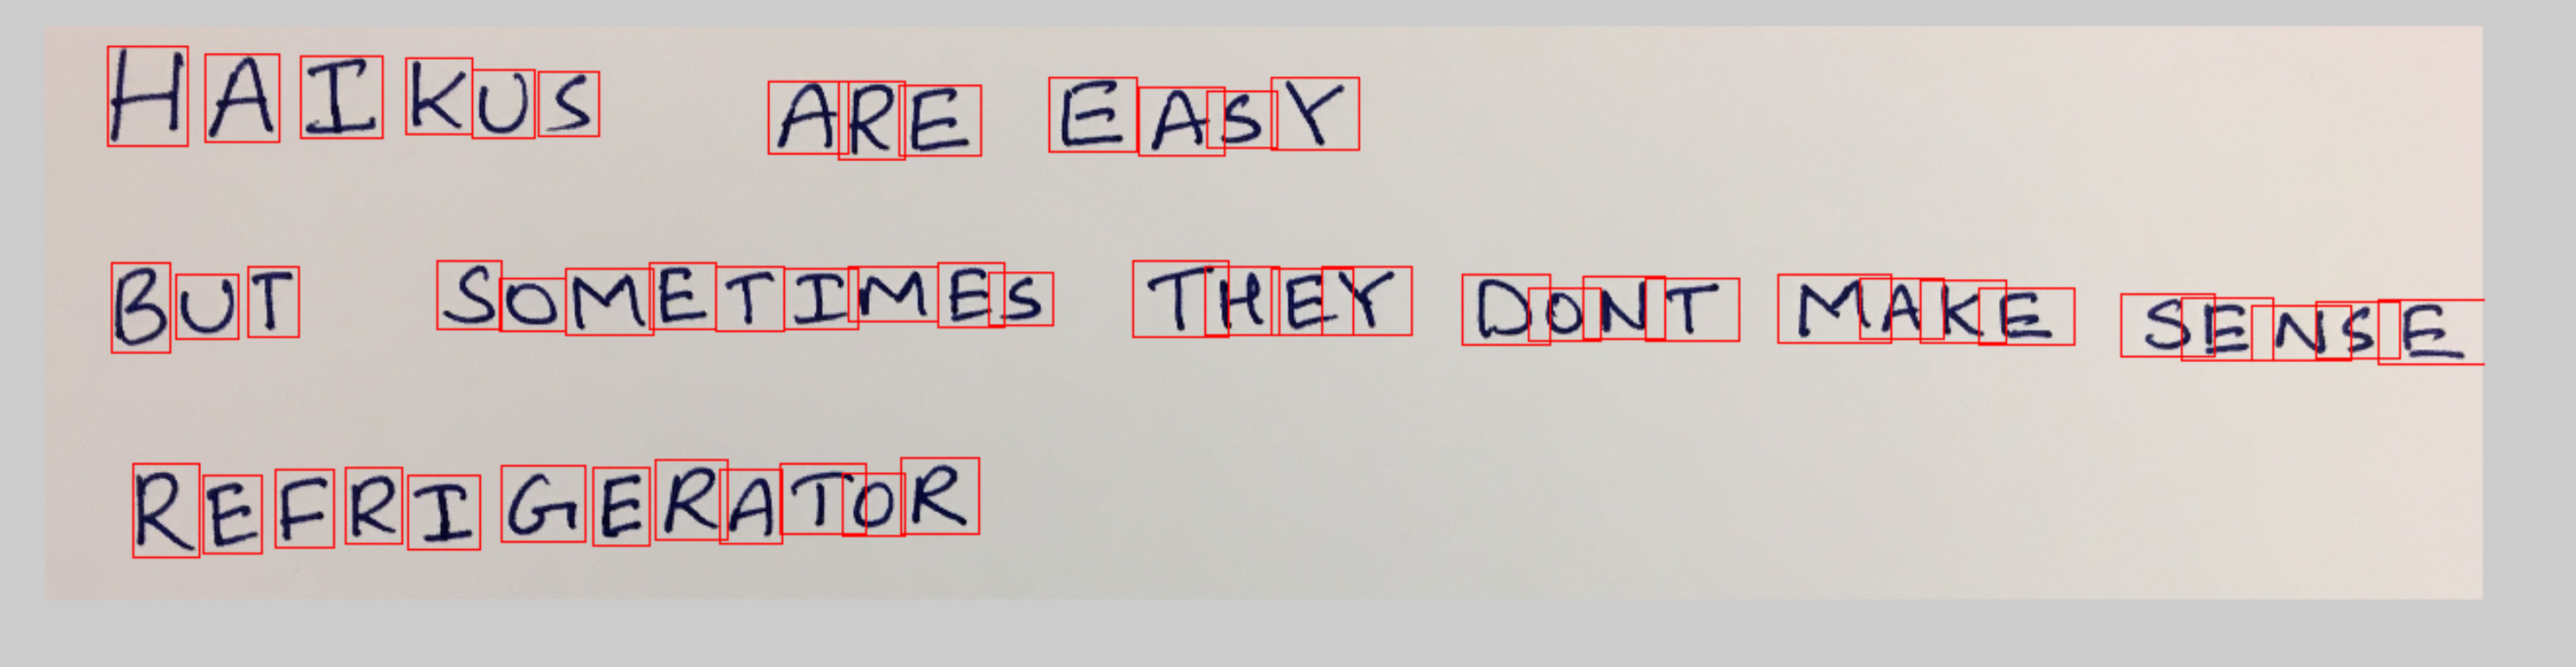 HAIKUS ARE EASY
BUT SOMETIMES THEY DONT MAKE SENSE
REFRIGERATOR